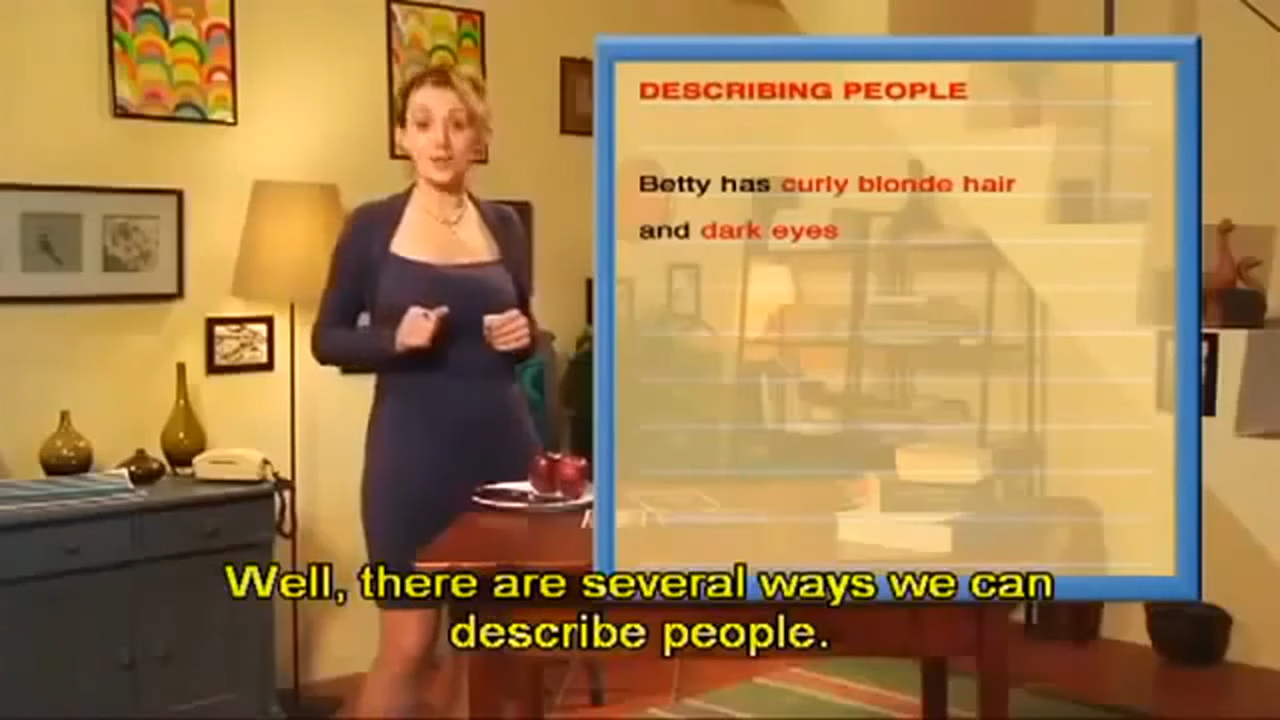 DESCRIBING PEOPLE
Betty has curly blonde hair
and dark eyes
Well, there are several ways we can
describe people.